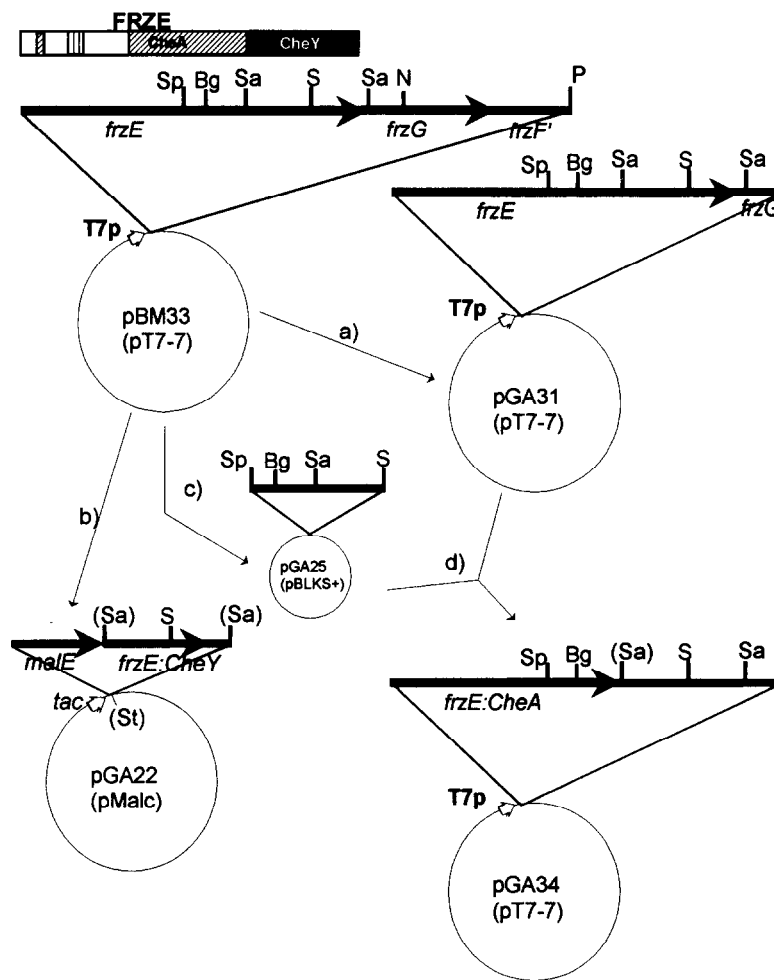 FRZE
CheA CheY
Sp Bg Sa S Sa N P
frzE frzG frzF'
Sp Bg Sa S Sa
frzE frzG
T7p
pBM33
(pT7-7)
a)
T7p
pGA31
(pT7-7)
b)
c)
Sp Bg Sa S
pGA25
(pBLKS+)
d)
(Sa) S (Sa)
malE frzE:CheY
tac
(St)
pGA22
(pMalc)
Sp Bg (Sa) S Sa
frzE:CheA
T7p
pGA34
(pT7-7)